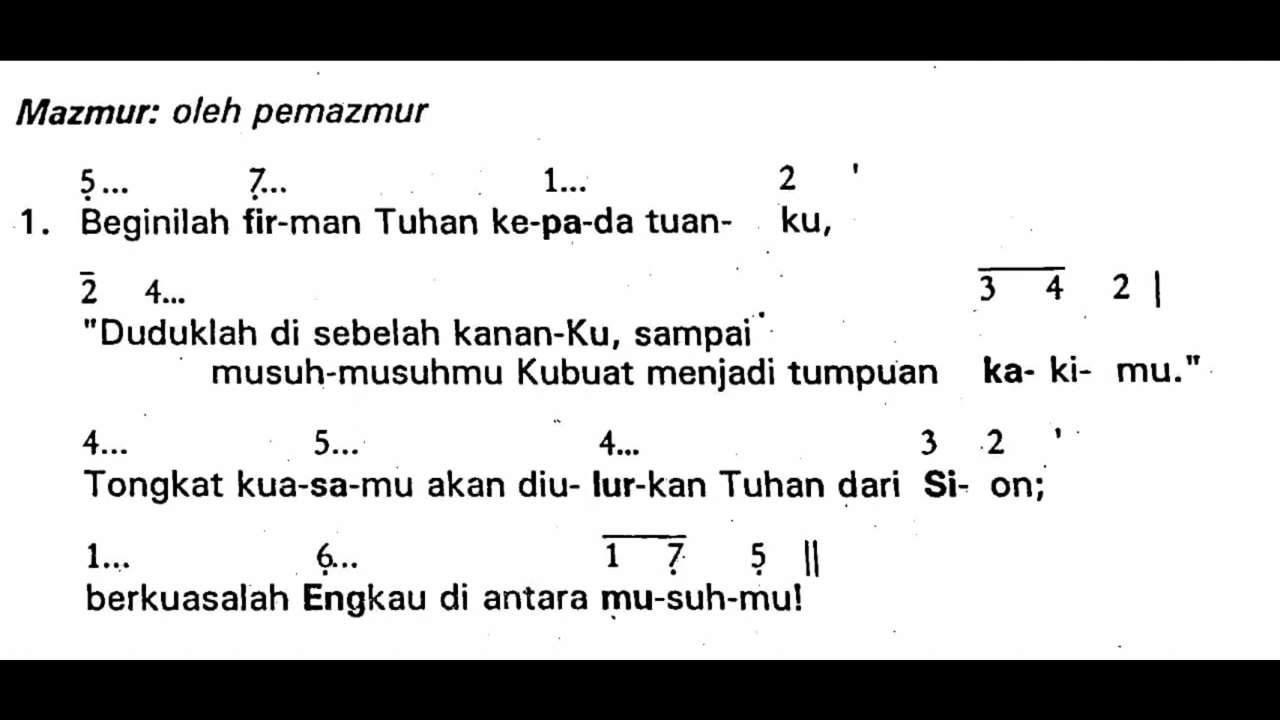 Mazmur: oleh pemazmur
5̣... 7̣... 1... 2 '
1. Beginilah fir-man Tuhan ke-pa-da tuan- ku,
2̅ 4... 3̅ 4̅ 2 |
"Duduklah di sebelah kanan-Ku, sampai
musuh-musuhmu Kubuat menjadi tumpuan ka- ki- mu."
4... 5... 4... 3 2 '
Tongkat kua-sa-mu akan diu- lur-kan Tuhan dari Si- on;
1... 6̣... 1̅ 7̣̅ 5̣ ||
berkuasalah Engkau di antara mu-suh-mu!